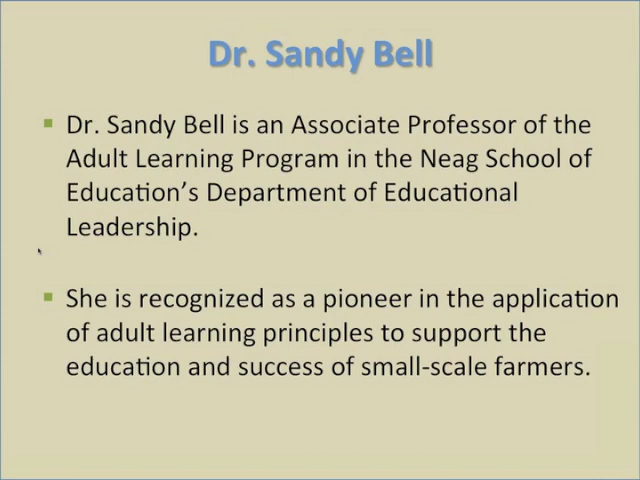 Dr. Sandy Bell
Dr. Sandy Bell is an Associate Professor of the
Adult Learning Program in the Neag School of
Education's Department of Educational
Leadership.
She is recognized as a pioneer in the application
of adult learning principles to support the
education and success of small-scale farmers.